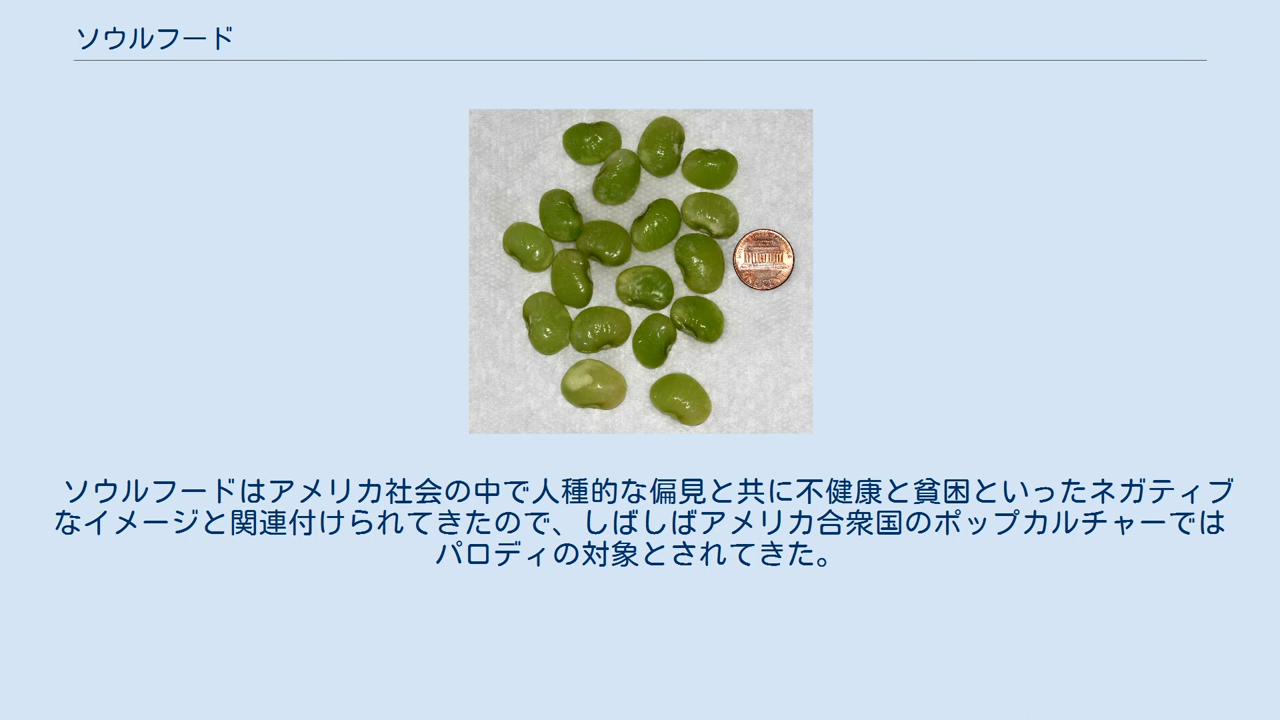 ソウルフード
ソウルフードはアメリカ社会の中で人種的な偏見と共に不健康と貧困といったネガティブ
なイメージと関連付けられてきたので、しばしばアメリカ合衆国のポップカルチャーでは
パロディの対象とされてきた。